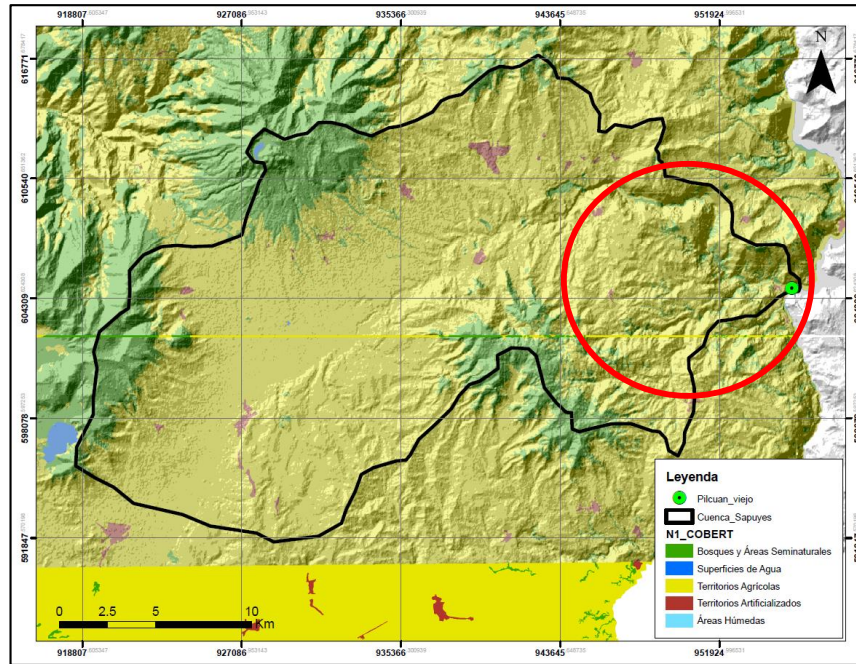 918807 927086 935366 943645 951924
N
616771
610540
604309
598078
591847
Leyenda
Pilcuan_viejo
Cuenca_Sapuyes
N1_COBERT
Bosques y Áreas Seminaturales
Superficies de Agua
Territorios Agrícolas
Territorios Artificializados
Áreas Húmedas
0 2.5 5 10
Km
918807 927086 935366 943645 951924